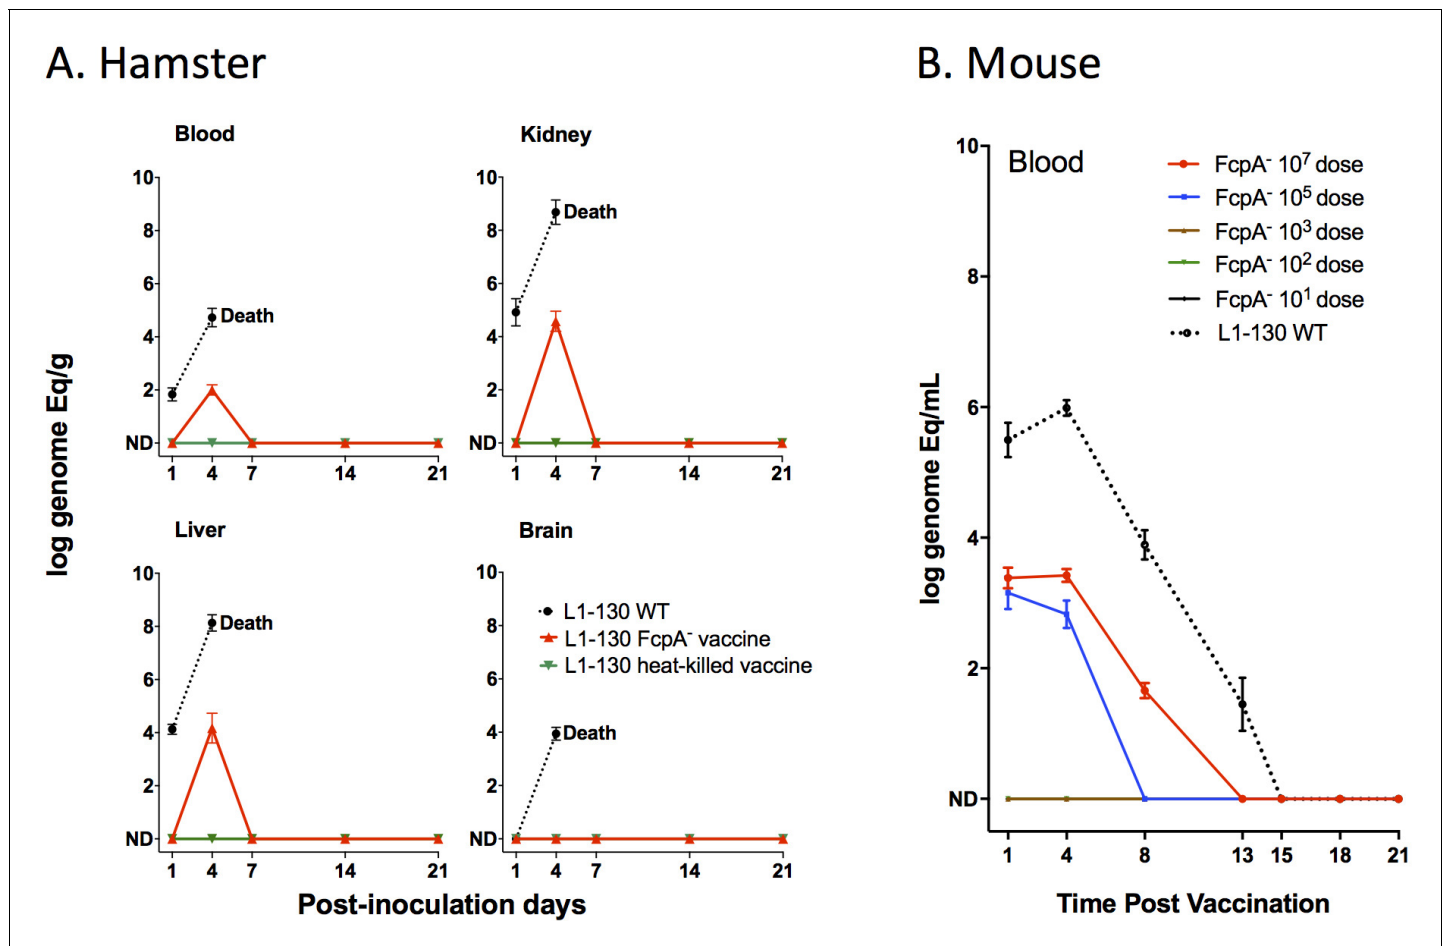 A. Hamster
Blood
10
8
6
4
2
ND
Death
1 4 7 14 21
Kidney
10
8
6
4
2
ND
Death
1 4 7 14 21
log genome Eq/g
Liver
10
8
6
4
2
ND
Death
1 4 7 14 21
Brain
10
8
6
4
2
ND
L1-130 WT
L1-130 FcpA⁻ vaccine
L1-130 heat-killed vaccine
Death
1 4 7 14 21
Post-inoculation days
B. Mouse
Blood
10
8
6
4
2
ND
log genome Eq/mL
FcpA⁻ 10⁷ dose
FcpA⁻ 10⁵ dose
FcpA⁻ 10³ dose
FcpA⁻ 10² dose
FcpA⁻ 10¹ dose
L1-130 WT
1 4 8 13 15 18 21
Time Post Vaccination